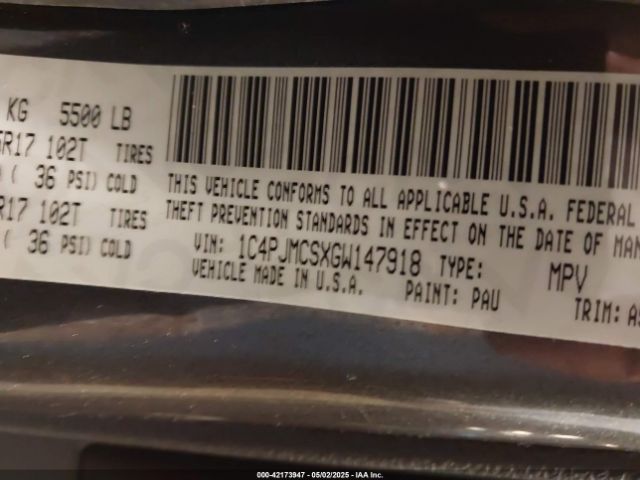 KG 5500 LB
R17 102T TIRES
( 36 PSI) COLD
R17 102T TIRES
( 36 PSI) COLD
THIS VEHICLE CONFORMS TO ALL APPLICABLE U.S.A. FEDERAL
THEFT PREVENTION STANDARDS IN EFFECT ON THE DATE OF MAN
VIN: 1C4PJMCSXGW147918 TYPE: MPV
VEHICLE MADE IN U.S.A. PAINT: PAU TRIM: AS
000-42173947 - 05/02/2025 - IAA Inc.